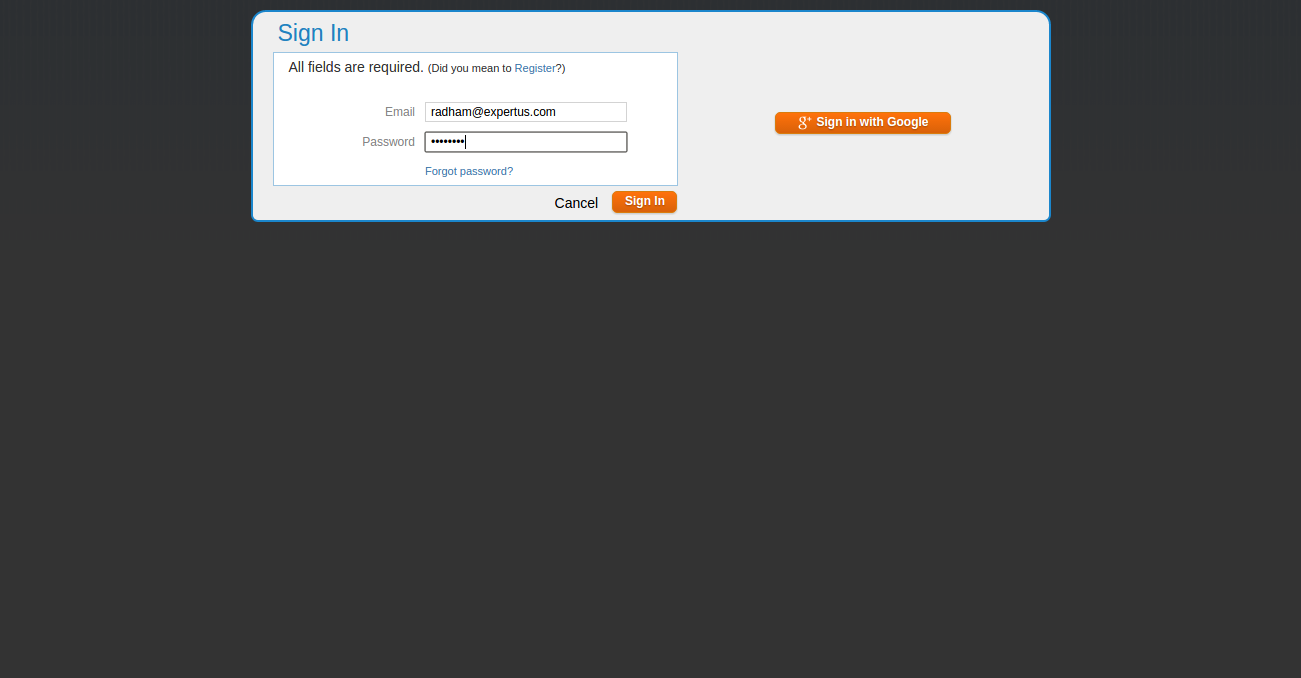 Sign In
All fields are required. (Did you mean to Register?)
Email radham@expertus.com
Password ••••••••
Forgot password?
Cancel Sign In
g+ Sign in with Google